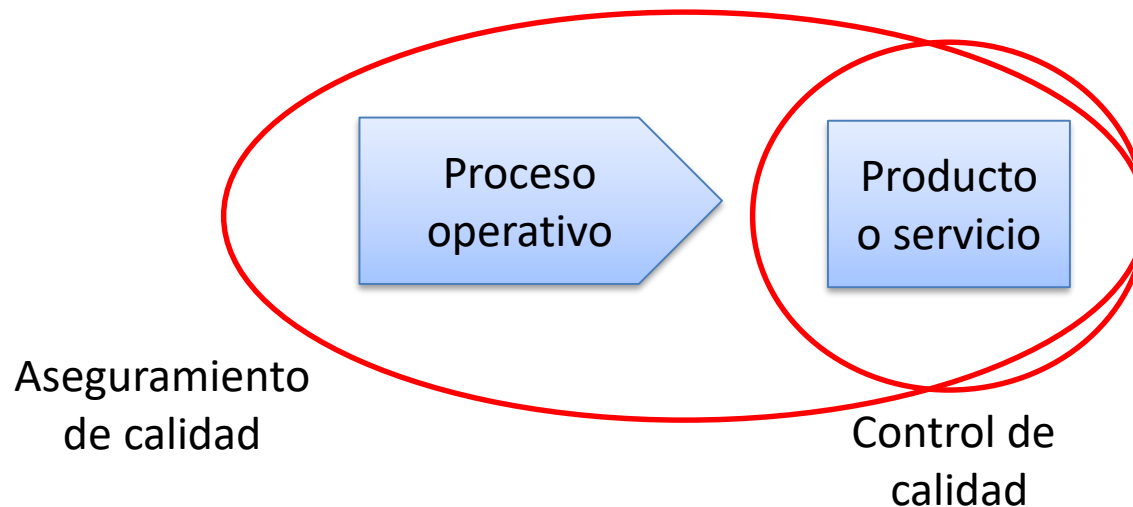 Proceso
operativo
Producto
o servicio
Aseguramiento
de calidad
Control de
calidad